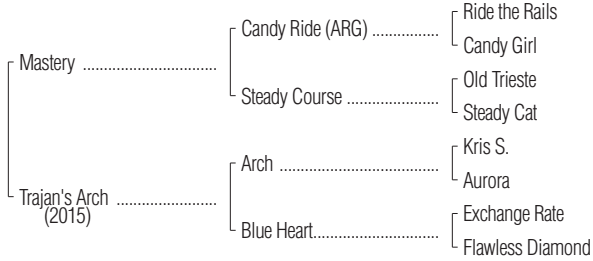 Ride the Rails
Candy Ride (ARG) ................
Candy Girl
Mastery ................................
Old Trieste
Steady Course ......................
Steady Cat
Kris S.
Arch ......................................
Aurora
Trajan's Arch ........................
(2015)
Exchange Rate
Blue Heart..............................
Flawless Diamond